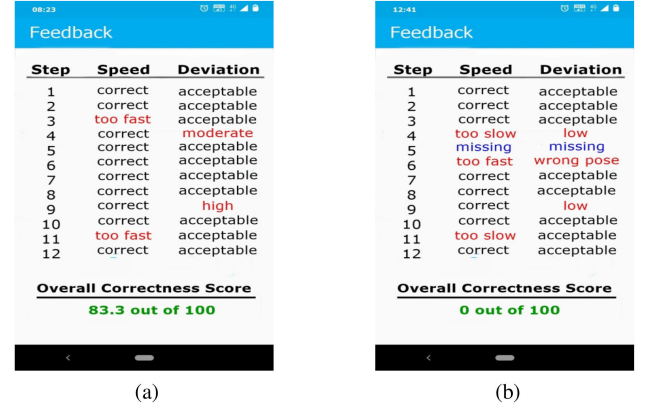 08:23
Feedback
Step Speed Deviation
1 correct acceptable
2 correct acceptable
3 too fast acceptable
4 correct moderate
5 correct acceptable
6 correct acceptable
7 correct acceptable
8 correct acceptable
9 correct high
10 correct acceptable
11 too fast acceptable
12 correct acceptable
Overall Correctness Score
83.3 out of 100
(a)
12:41
Feedback
Step Speed Deviation
1 correct acceptable
2 correct acceptable
3 correct acceptable
4 too slow low
5 missing missing
6 too fast wrong pose
7 correct acceptable
8 correct acceptable
9 correct low
10 correct acceptable
11 too slow acceptable
12 correct acceptable
Overall Correctness Score
0 out of 100
(b)